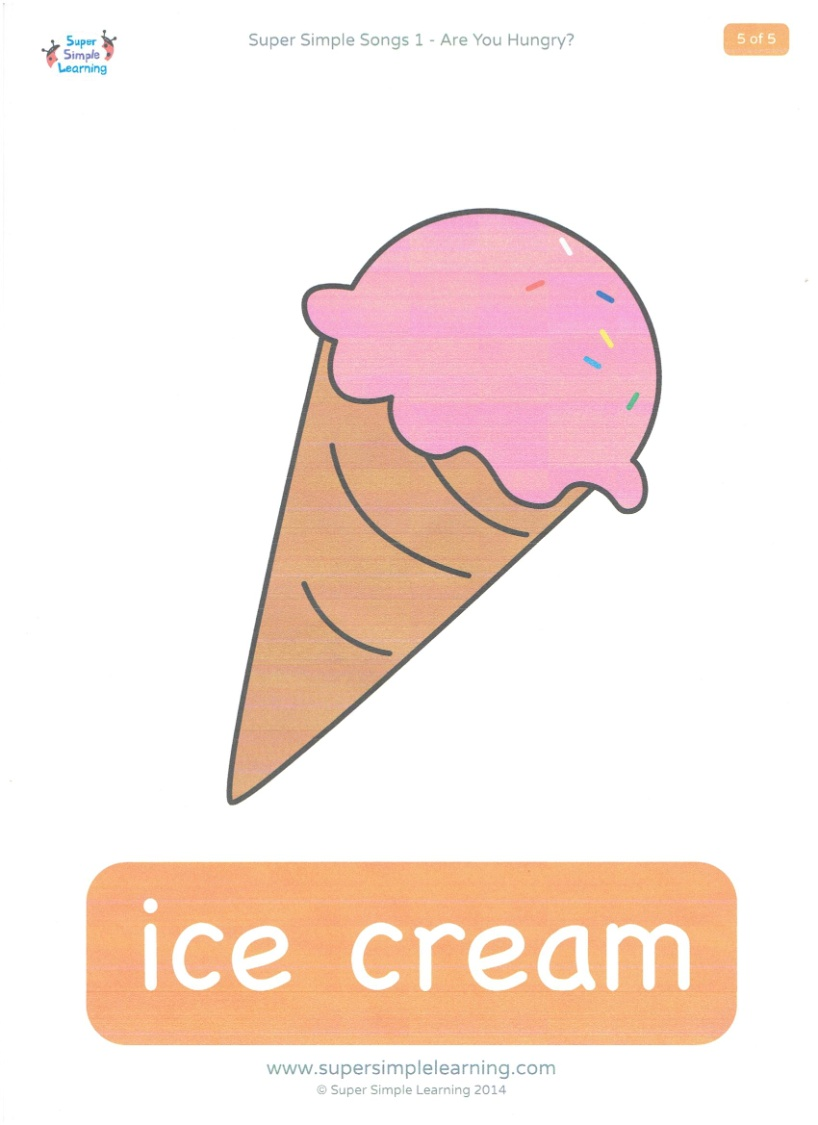 Super
Simple
Learning
Super Simple Songs 1 - Are You Hungry?
5 of 5
ice cream
www.supersimplelearning.com
© Super Simple Learning 2014